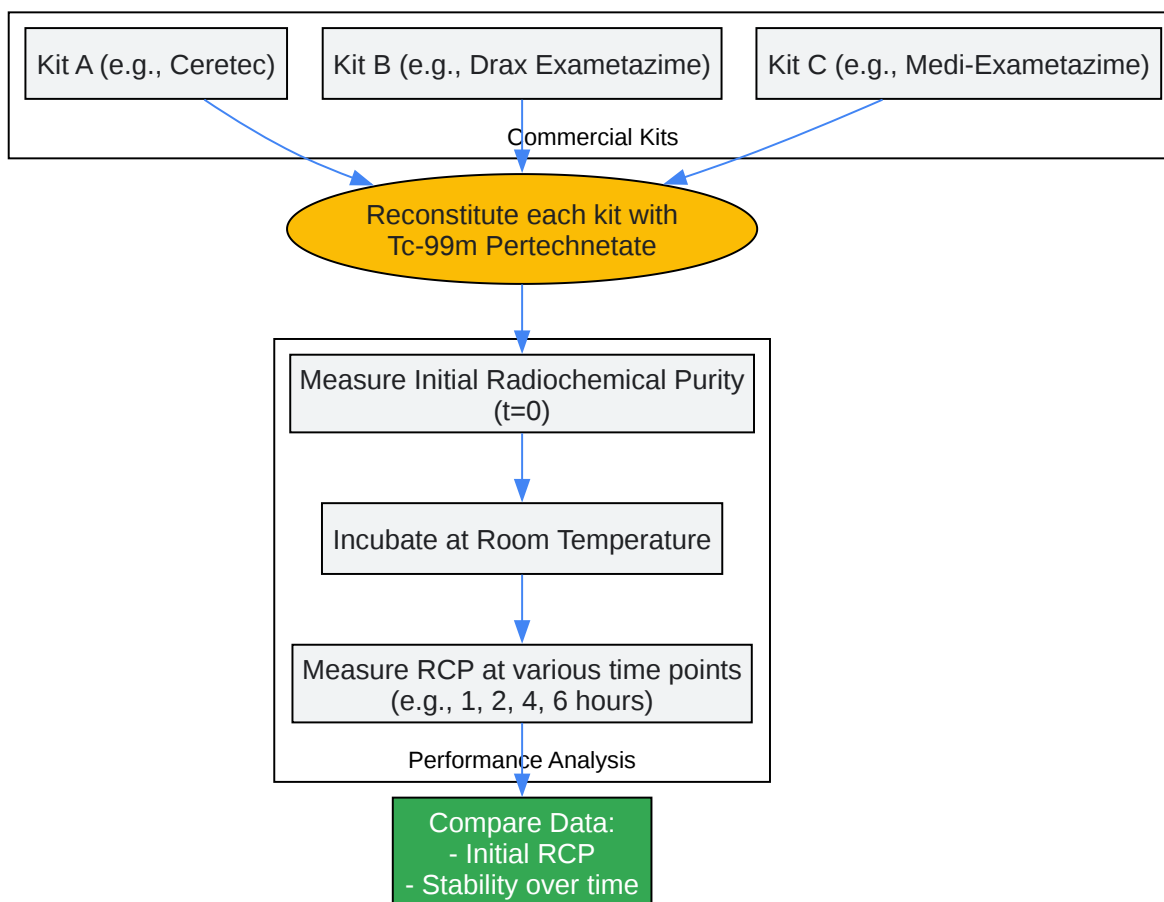 Kit A (e.g., Ceretec)
Kit B (e.g., Drax Exametazime)
Kit C (e.g., Medi-Exametazime)
Commercial Kits
Reconstitute each kit with
Tc-99m Pertechnetate
Measure Initial Radiochemical Purity
(t=0)
Incubate at Room Temperature
Measure RCP at various time points
(e.g., 1, 2, 4, 6 hours)
Performance Analysis
Compare Data:
- Initial RCP
- Stability over time